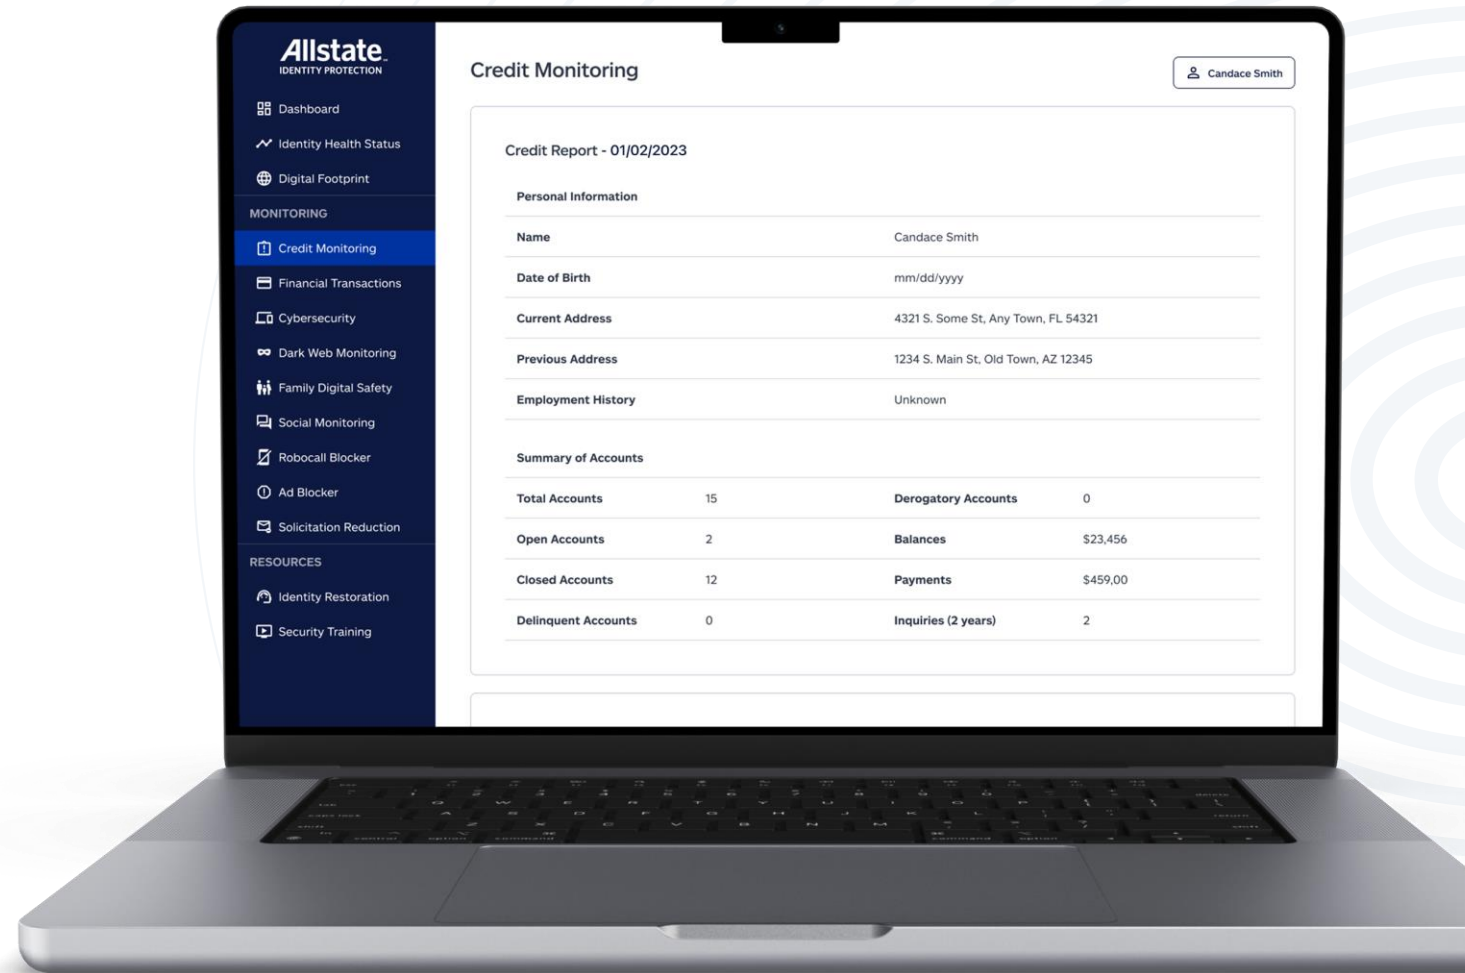 Allstate
IDENTITY PROTECTION
Dashboard
Identity Health Status
Digital Footprint
MONITORING
Credit Monitoring
Financial Transactions
Cybersecurity
Dark Web Monitoring
Family Digital Safety
Social Monitoring
Robocall Blocker
Ad Blocker
Solicitation Reduction
RESOURCES
Identity Restoration
Security Training
Credit Monitoring
Candace Smith
Credit Report - 01/02/2023
Personal Information
Name Candace Smith
Date of Birth mm/dd/yyyy
Current Address 4321 S. Some St, Any Town, FL 54321
Previous Address 1234 S. Main St, Old Town, AZ 12345
Employment History Unknown
Summary of Accounts
Total Accounts 15 Derogatory Accounts 0
Open Accounts 2 Balances $23,456
Closed Accounts 12 Payments $459,00
Delinquent Accounts 0 Inquiries (2 years) 2